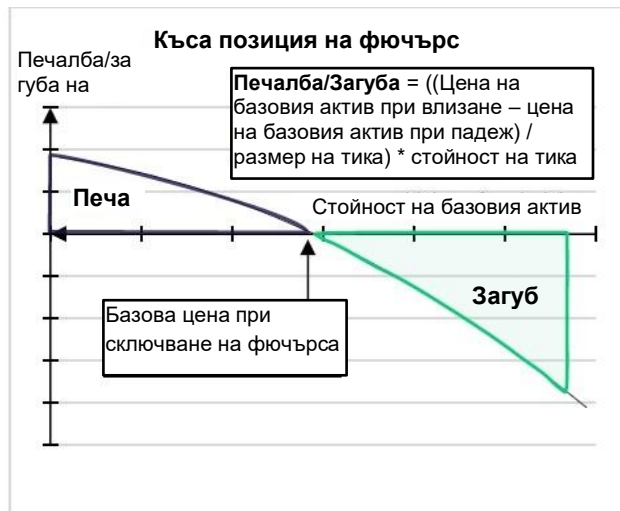 Къса позиция на фючърс
Печалба/за
губа на
Печалба/Загуба = ((Цена на
базовия актив при влизане – цена
на базовия актив при падеж) /
размер на тика) * стойност на тика
Печа
Стойност на базовия актив
Загуб
Базова цена при
сключване на фючърса